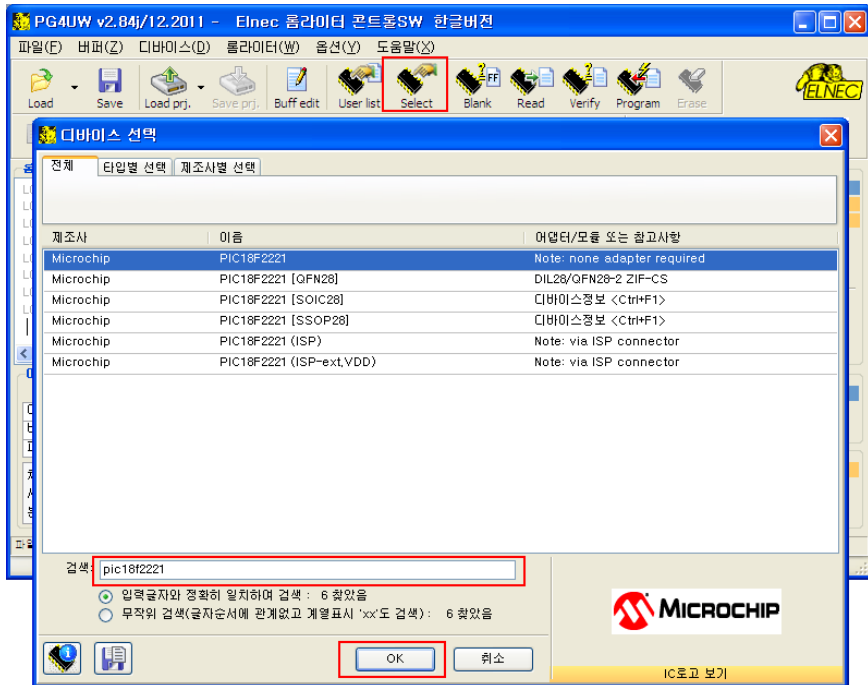 PG4UW v2.84j/12.2011 - Elnec 롬라이터 콘트롤SW 한글버전
파일(F) 버퍼(Z) 디바이스(D) 롬라이터(W) 옵션(Y) 도움말(X)
Load Save Load prj. Save prj. Buff edit User list Select Blank Read Verify Program Erase
ELNEC
디바이스 선택
전체 타입별 선택 제조사별 선택
제조사 이름 어댑터/모듈 또는 참고사항
Microchip PIC18F2221 Note: none adapter required
Microchip PIC18F2221 [QFN28] DIL28/QFN28-2 ZIF-CS
Microchip PIC18F2221 [SOIC28] 디바이스정보 <Ctrl+F1>
Microchip PIC18F2221 [SSOP28] 디바이스정보 <Ctrl+F1>
Microchip PIC18F2221 (ISP) Note: via ISP connector
Microchip PIC18F2221 (ISP-ext.VDD) Note: via ISP connector
검색: pic18f2221
입력글자와 정확히 일치하여 검색 : 6 찾았음
무작위 검색(글자순서에 관계없고 계열표시 'xx'도 검색) : 6 찾았음
MICROCHIP
OK 취소
IC로고 보기